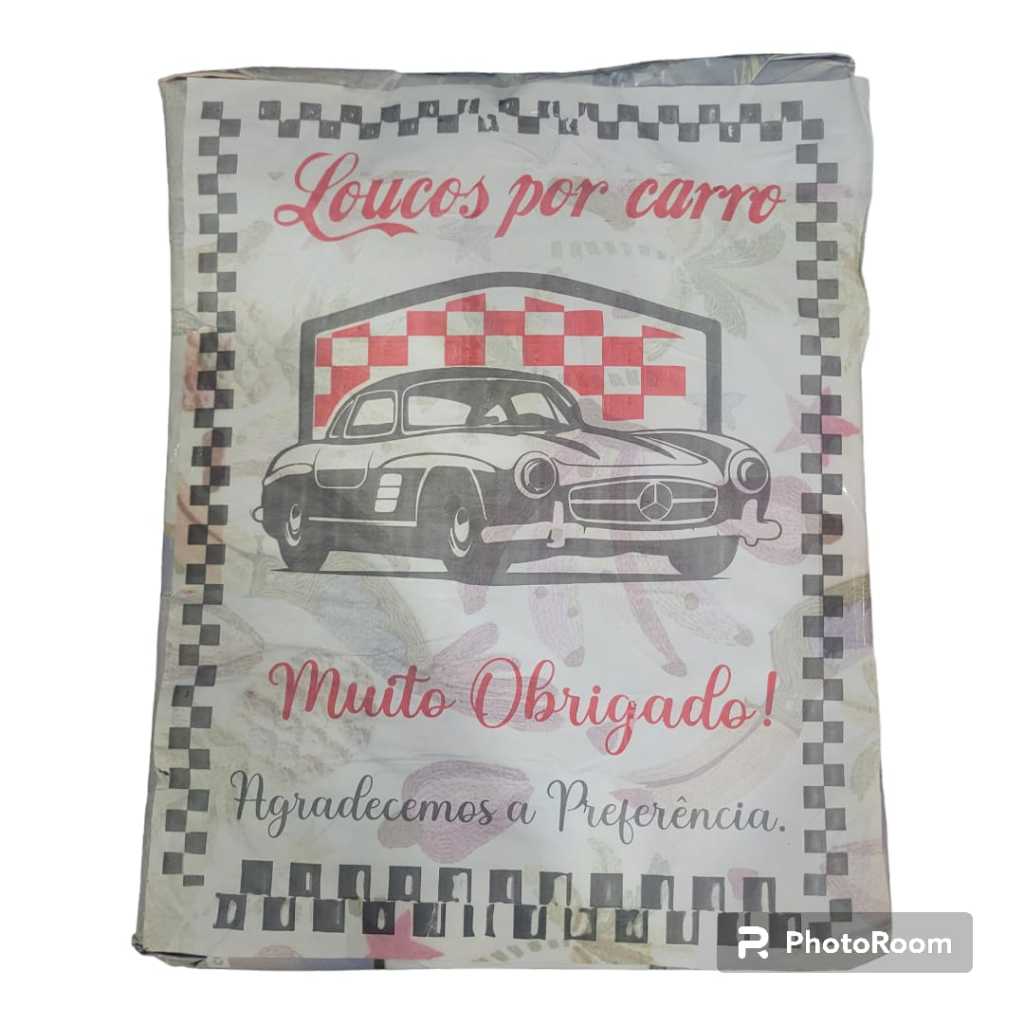 Loucos por carro
Muito Obrigado!
Agradecemos a Preferência.
PhotoRoom